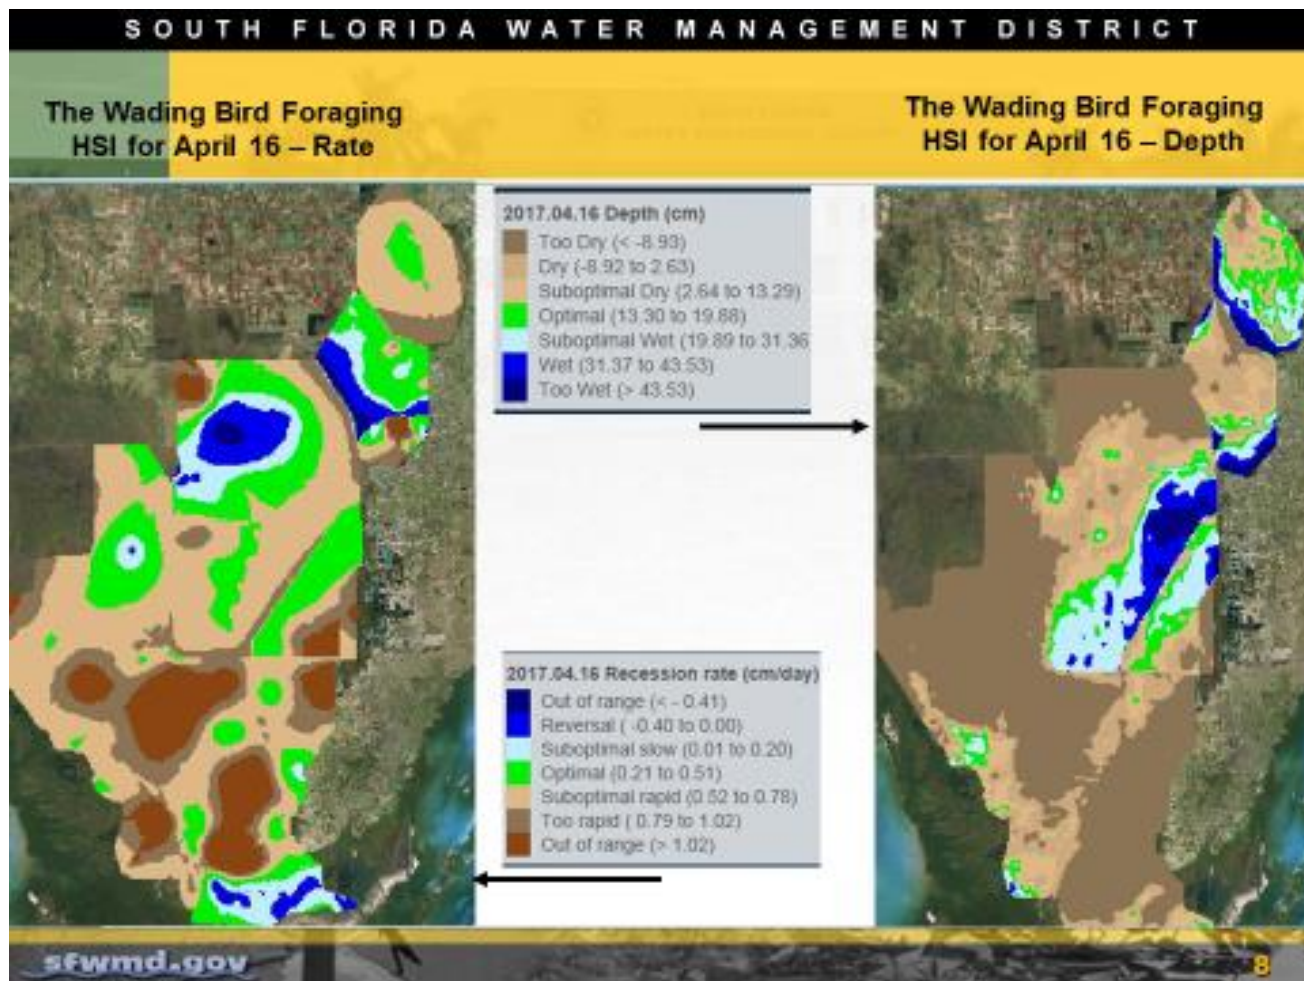 SOUTH FLORIDA WATER MANAGEMENT DISTRICT
The Wading Bird Foraging
HSI for April 16 – Rate
The Wading Bird Foraging
HSI for April 16 – Depth
2017.04.16 Depth (cm)
Too Dry (< -8.93)
Dry (-8.92 to 2.63)
Suboptimal Dry (2.64 to 13.29)
Optimal (13.30 to 19.88)
Suboptimal Wet (19.89 to 31.36
Wet (31.37 to 43.53)
Too Wet (> 43.53)
2017.04.16 Recession rate (cm/day)
Out of range (< - 0.41)
Reversal ( -0.40 to 0.00)
Suboptimal slow (0.01 to 0.20)
Optimal (0.21 to 0.51)
Suboptimal rapid (0.52 to 0.78)
Too rapid ( 0.79 to 1.02)
Out of range (> 1.02)
sfwmd.gov
8